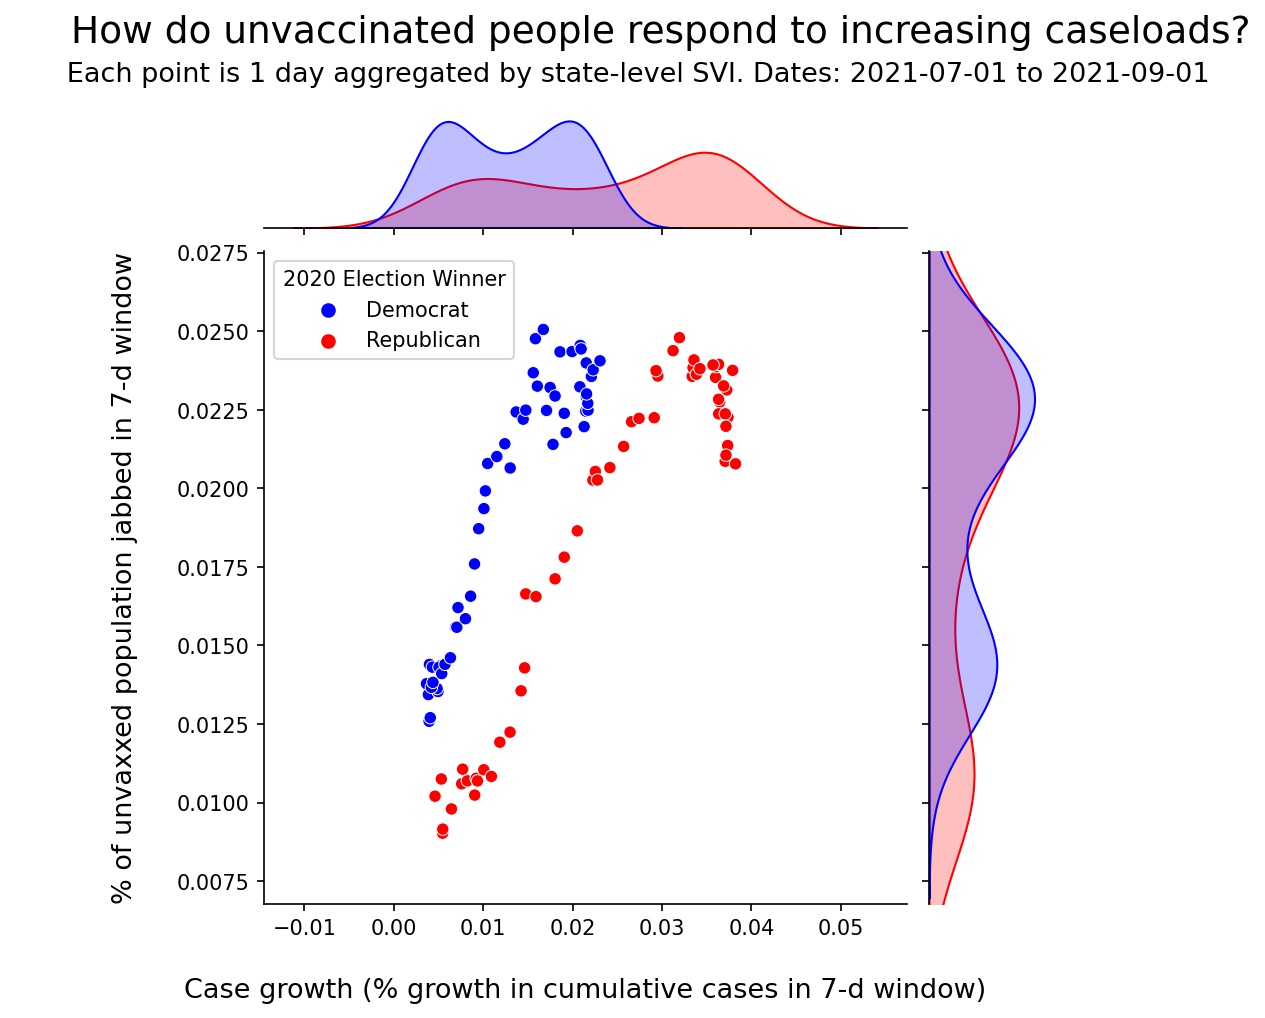 How do unvaccinated people respond to increasing caseloads?
Each point is 1 day aggregated by state-level SVI. Dates: 2021-07-01 to 2021-09-01
2020 Election Winner
Democrat
Republican
% of unvaxxed population jabbed in 7-d window
0.0275
0.0250
0.0225
0.0200
0.0175
0.0150
0.0125
0.0100
0.0075
−0.01 0.00 0.01 0.02 0.03 0.04 0.05
Case growth (% growth in cumulative cases in 7-d window)